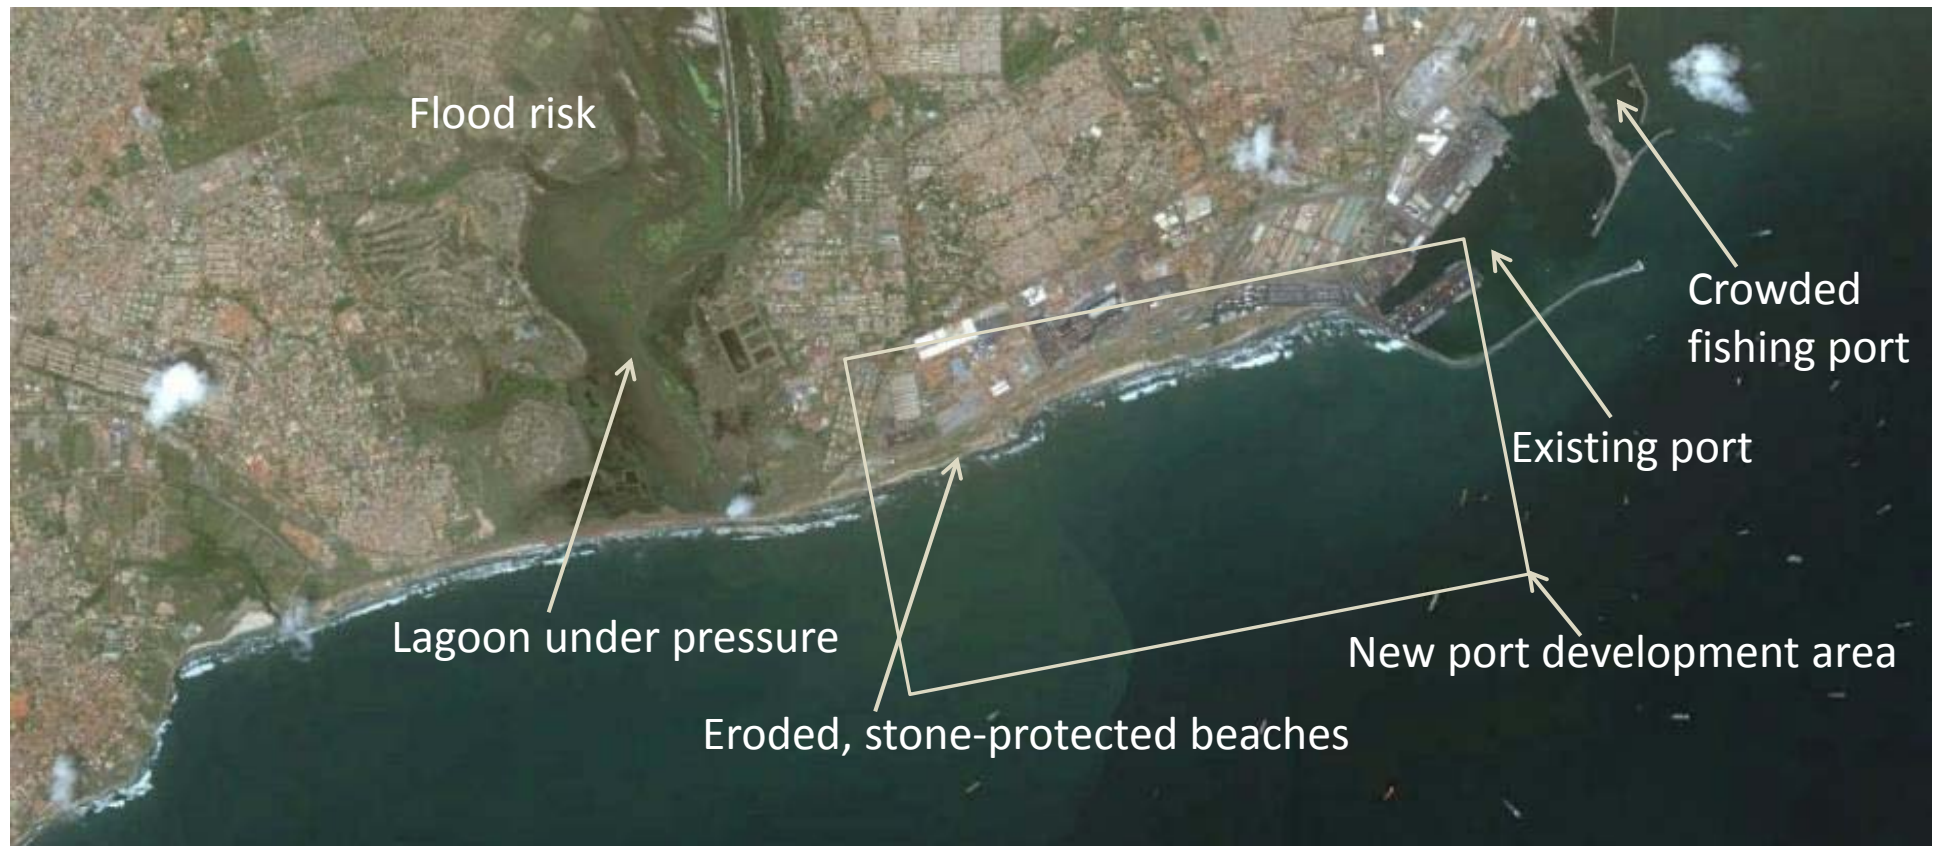 Flood risk
Crowded
fishing port
Existing port
Lagoon under pressure
New port development area
Eroded, stone-protected beaches